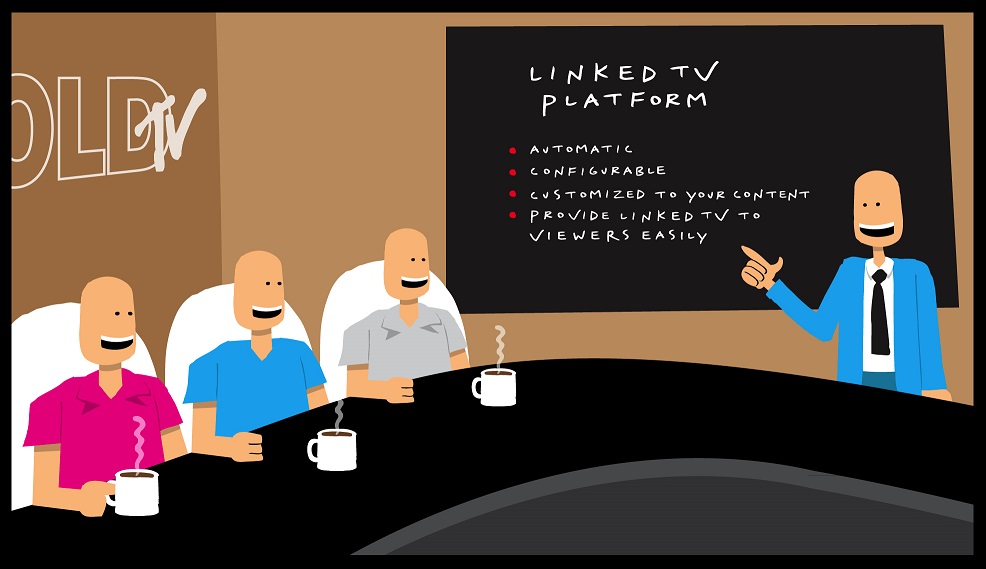 OLD TV
LINKED TV
PLATFORM
AUTOMATIC
CONFIGURABLE
CUSTOMIZED TO YOUR CONTENT
PROVIDE LINKED TV TO
VIEWERS EASILY